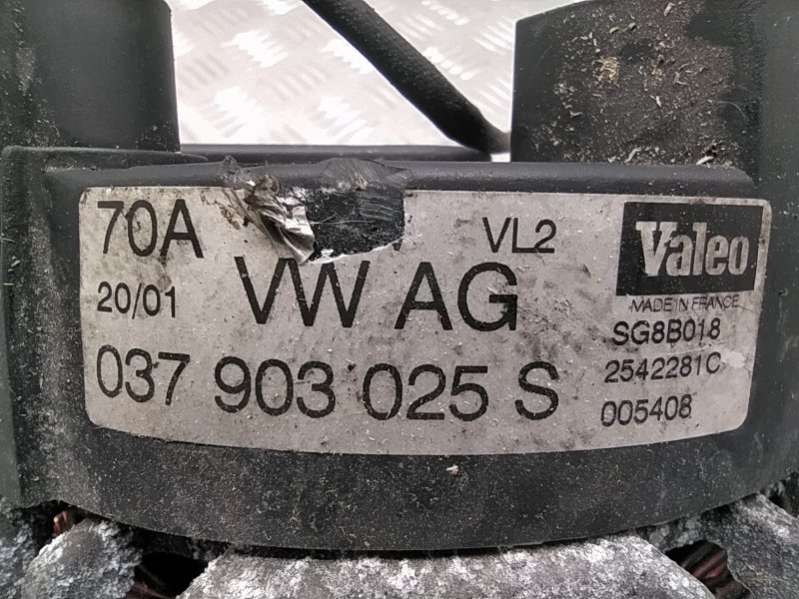 70A VL2
Valeo
20/01 VW AG
MADE IN FRANCE
SG8B018
037 903 025 S
2542281C
005408